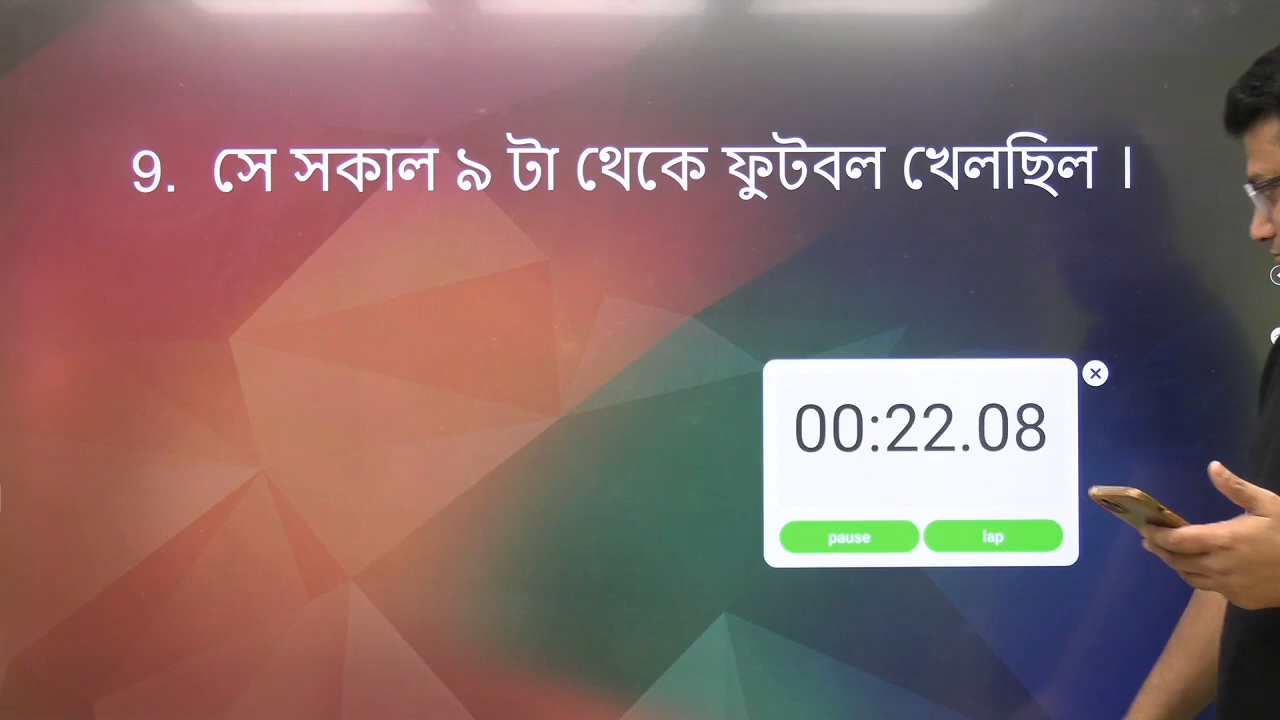 9. সে সকাল ৯ টা থেকে ফুটবল খেলছিল ।
00:22.08
pause lap